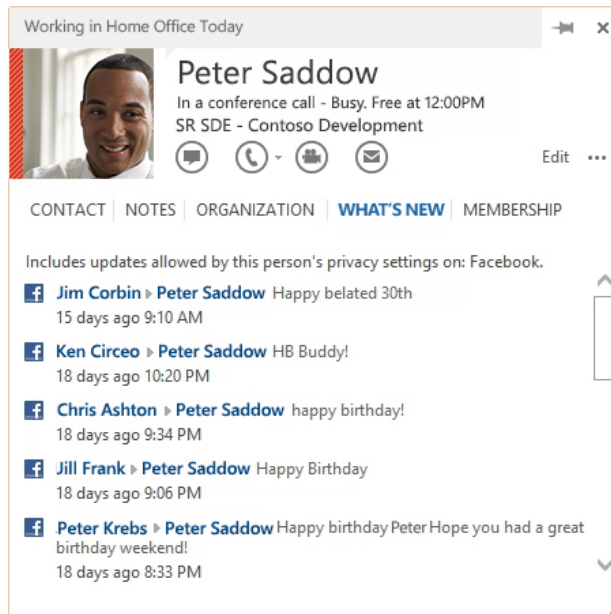 Working in Home Office Today
Peter Saddow
In a conference call - Busy. Free at 12:00PM
SR SDE - Contoso Development
Edit
CONTACT NOTES ORGANIZATION WHAT'S NEW MEMBERSHIP
Includes updates allowed by this person's privacy settings on: Facebook.
Jim Corbin Peter Saddow Happy belated 30th
15 days ago 9:10 AM
Ken Circeo Peter Saddow HB Buddy!
18 days ago 10:20 PM
Chris Ashton Peter Saddow happy birthday!
18 days ago 9:34 PM
Jill Frank Peter Saddow Happy Birthday
18 days ago 9:06 PM
Peter Krebs Peter Saddow Happy birthday Peter Hope you had a great
birthday weekend!
18 days ago 8:33 PM